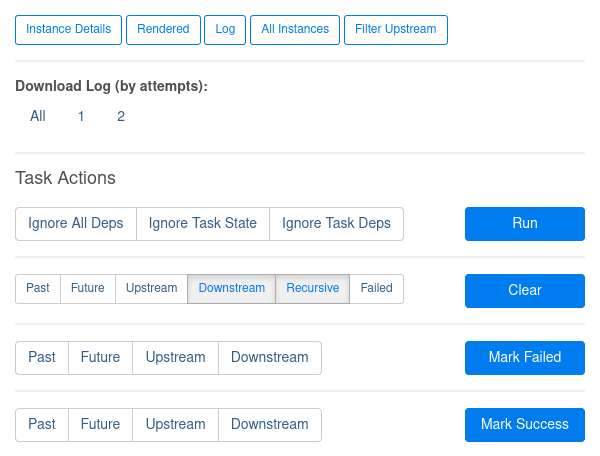 Instance Details Rendered Log All Instances Filter Upstream
Download Log (by attempts):
All 1 2
Task Actions
Ignore All Deps Ignore Task State Ignore Task Deps Run
Past Future Upstream Downstream Recursive Failed Clear
Past Future Upstream Downstream Mark Failed
Past Future Upstream Downstream Mark Success